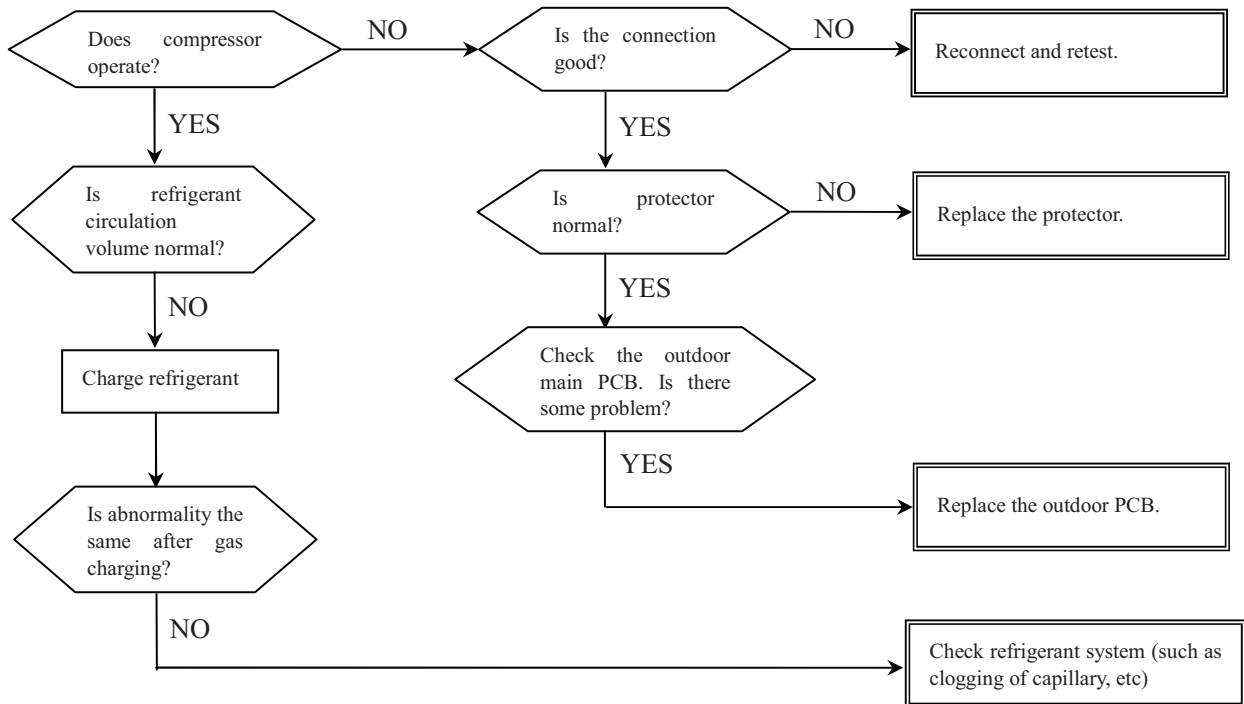 Does compressor
operate?
NO
Is the connection
good?
NO
Reconnect and retest.
YES
YES
Is refrigerant
circulation
volume normal?
Is protector
normal?
NO
Replace the protector.
NO
YES
Charge refrigerant
Check the outdoor
main PCB. Is there
some problem?
YES
Replace the outdoor PCB.
Is abnormality the
same after gas
charging?
NO
Check refrigerant system (such as
clogging of capillary, etc)